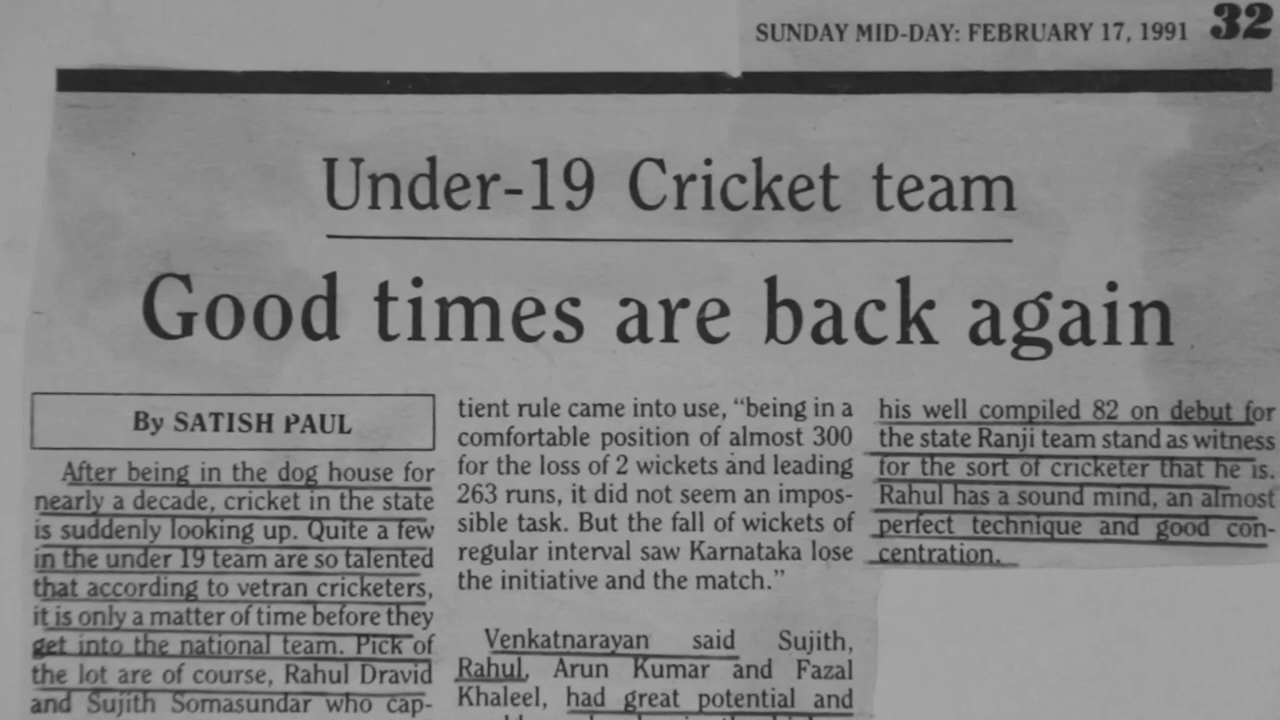 SUNDAY MID-DAY: FEBRUARY 17, 1991 32
Under-19 Cricket team
Good times are back again
By SATISH PAUL
After being in the dog house for
nearly a decade, cricket in the state
is suddenly looking up. Quite a few
in the under 19 team are so talented
that according to vetran cricketers,
it is only a matter of time before they
get into the national team. Pick of
the lot are of course, Rahul Dravid
and Sujith Somasundar who cap-
tient rule came into use, “being in a
comfortable position of almost 300
for the loss of 2 wickets and leading
263 runs, it did not seem an impos-
sible task. But the fall of wickets of
regular interval saw Karnataka lose
the initiative and the match.”
Venkatnarayan said Sujith,
Rahul, Arun Kumar and Fazal
Khaleel, had great potential and
his well compiled 82 on debut for
the state Ranji team stand as witness
for the sort of cricketer that he is.
Rahul has a sound mind, an almost
perfect technique and good con-
centration.